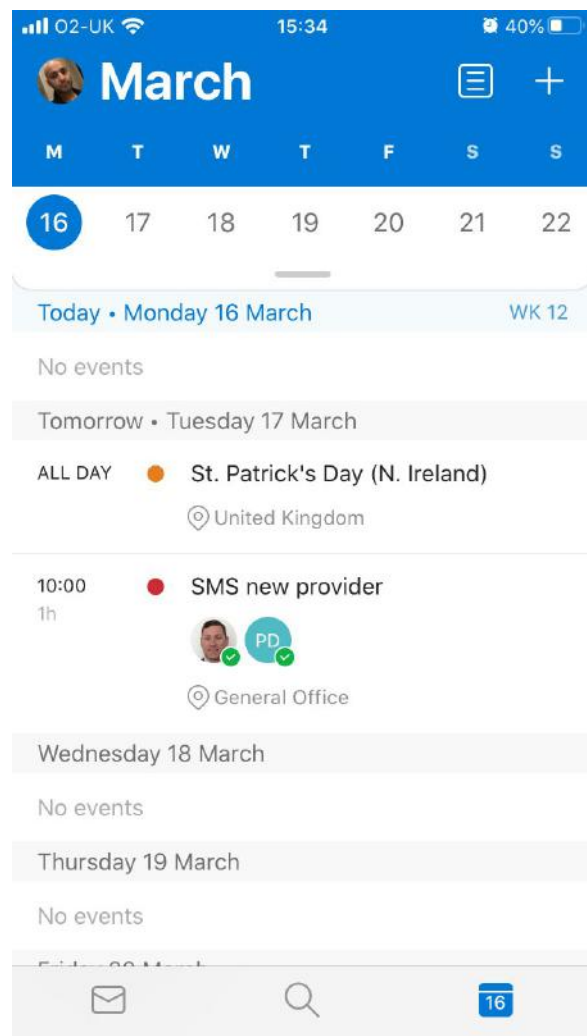 O2-UK 15:34 40%
March
M T W T F S S
16 17 18 19 20 21 22
Today • Monday 16 March WK 12
No events
Tomorrow • Tuesday 17 March
ALL DAY St. Patrick's Day (N. Ireland)
United Kingdom
10:00 SMS new provider
1h
PD
General Office
Wednesday 18 March
No events
Thursday 19 March
No events
16